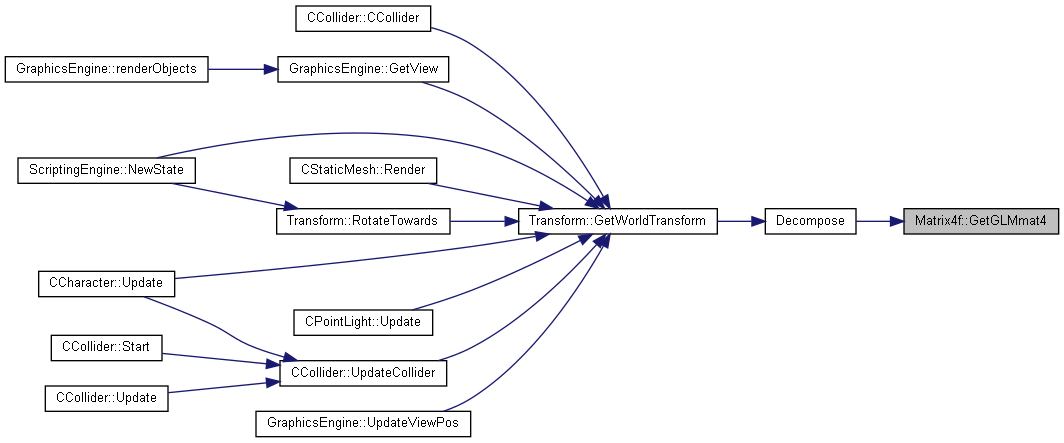 CCollider::CCollider
GraphicsEngine::renderObjects
GraphicsEngine::GetView
ScriptingEngine::NewState
CStaticMesh::Render
Transform::RotateTowards
Transform::GetWorldTransform
Decompose
Matrix4f::GetGLMmat4
CCharacter::Update
CPointLight::Update
CCollider::Start
CCollider::UpdateCollider
CCollider::Update
GraphicsEngine::UpdateViewPos